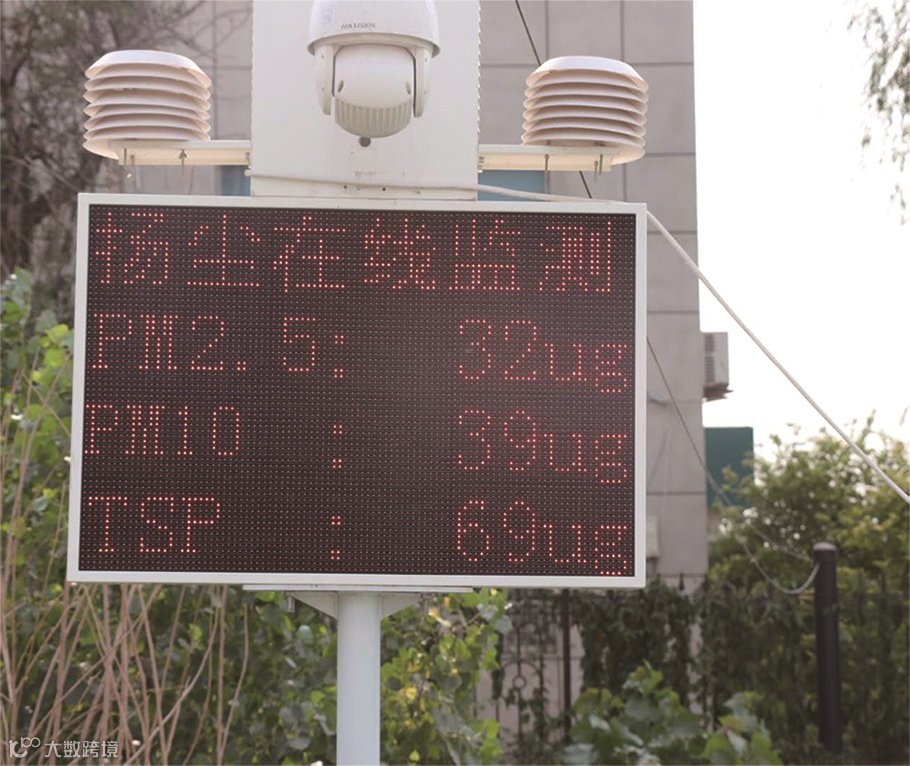 HIKVISION
扬尘在线监测
PM2.5: 32ug
PM10 : 39ug
TSP : 69ug
大数跨境